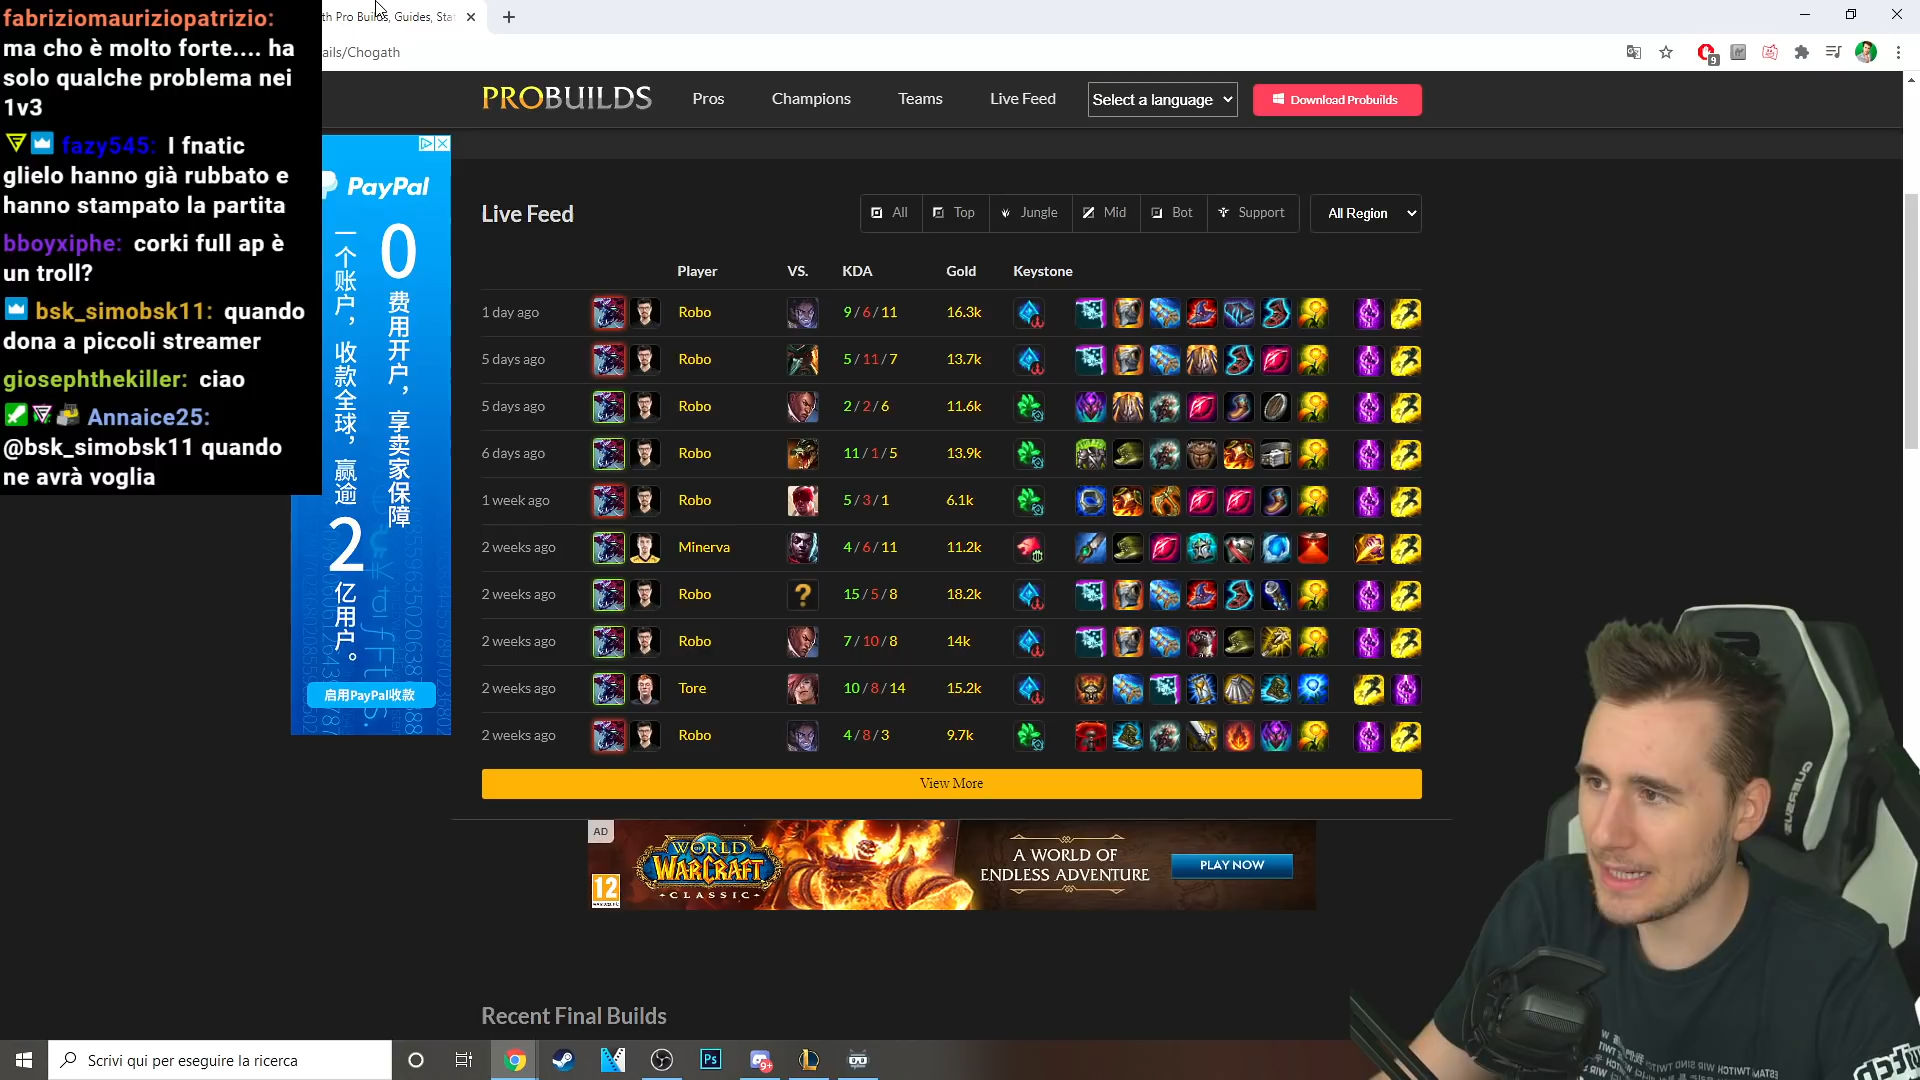 fabriziomauriziopatrizio:
ma cho è molto forte.... ha
solo qualche problema nei
1v3
fazy545: I fnatic
glielo hanno già rubbato e
hanno stampato la partita
bboyxiphe: corki full ap è
un troll?
bsk_simobsk11: quando
dona a piccoli streamer
giosephthekiller: ciao
Annaice25:
@bsk_simobsk11 quando
ne avrà voglia
th Pro Builds, Guides, Stat
ails/Chogath
9
PROBUILDS
Pros
Champions
Teams
Live Feed
Select a language
Download Probuilds
PayPal
一个账户，收款全球，赢逾
0
费用开户，享卖家保障
2
亿用户。
启用PayPal收款
Live Feed
All
Top
Jungle
Mid
Bot
Support
All Region
Player VS. KDA Gold Keystone
1 day ago Robo 9 / 6 / 11 16.3k
5 days ago Robo 5 / 11 / 7 13.7k
5 days ago Robo 2 / 2 / 6 11.6k
6 days ago Robo 11 / 1 / 5 13.9k
1 week ago Robo 5 / 3 / 1 6.1k
2 weeks ago Minerva 4 / 6 / 11 11.2k
2 weeks ago Robo ? 15 / 5 / 8 18.2k
2 weeks ago Robo 7 / 10 / 8 14k
2 weeks ago Tore 10 / 8 / 14 15.2k
2 weeks ago Robo 4 / 8 / 3 9.7k
View More
AD
12
WORLD
OF
WARCRAFT
CLASSIC
A WORLD OF
ENDLESS ADVENTURE
PLAY NOW
Recent Final Builds
QUERSUS
Scrivi qui per eseguire la ricerca
Ps
9+